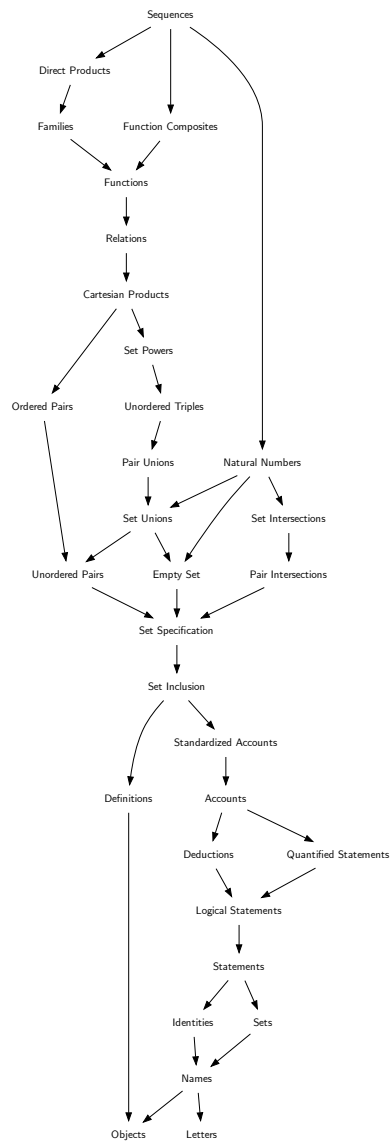 Sequences
Direct Products
Families
Function Composites
Functions
Relations
Cartesian Products
Set Powers
Ordered Pairs
Unordered Triples
Pair Unions
Natural Numbers
Set Unions
Set Intersections
Unordered Pairs
Empty Set
Pair Intersections
Set Specification
Set Inclusion
Standardized Accounts
Definitions
Accounts
Deductions
Quantified Statements
Logical Statements
Statements
Identities
Sets
Names
Objects
Letters